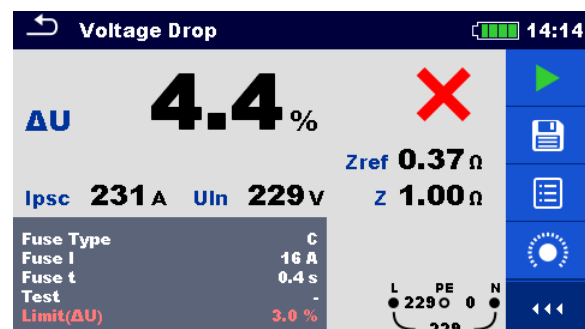 Voltage Drop 14:14
ΔU 4.4 %
Zref 0.37 Ω
Ipsc 231 A Uln 229 V Z 1.00 Ω
Fuse Type C
Fuse I 16 A
Fuse t 0.4 s
Test -
Limit(ΔU) 3.0 %
L PE N
229 0
229